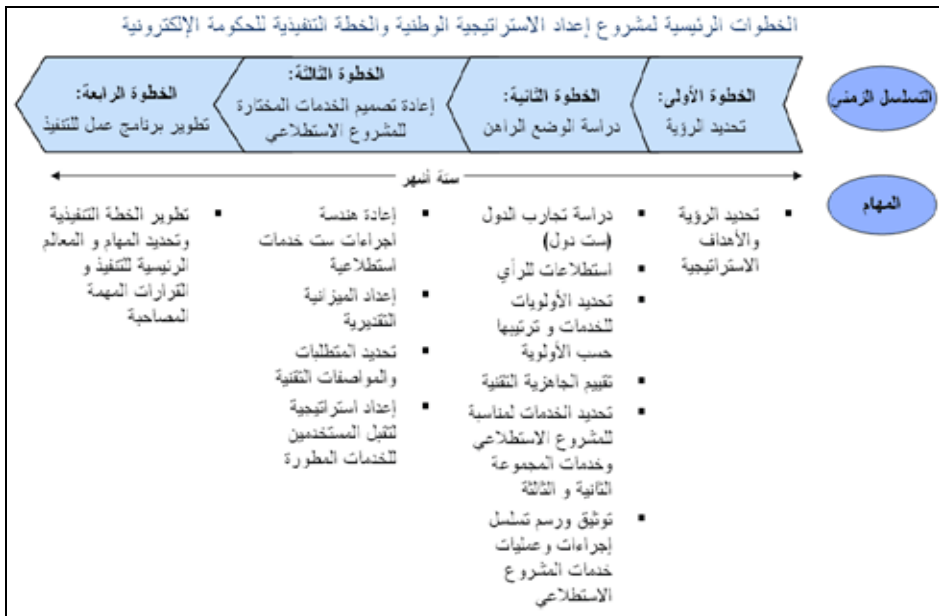 الخطوات الرئيسية لمشروع إعداد الاستراتيجية الوطنية والخطة التنفيذية للحكومة الإلكترونية
التسلسل الزمني
الخطوة الأولى:
تحديد الرؤية
الخطوة الثانية:
دراسة الوضع الراهن
الخطوة الثالثة:
إعادة تصميم الخدمات المختارة
للمشروع الاستطلاعي
الخطوة الرابعة:
تطوير برنامج عمل للتنفيذ
ستة أشهر
المهام
▪ تحديد الرؤية
والأهداف
الاستراتيجية
▪ دراسة تجارب الدول
(ست دول)
▪ استطلاعات للرأي
▪ تحديد الأولويات
للخدمات و ترتيبها
حسب الأولوية
▪ تقييم الجاهزية التقنية
▪ تحديد الخدمات لمناسبة
للمشروع الاستطلاعي
وخدمات المجموعة
الثانية و الثالثة
▪ توثيق ورسم تسلسل
إجراءات وعمليات
خدمات المشروع
الاستطلاعي
▪ إعادة هندسة
اجراءات ست خدمات
استطلاعية
▪ إعداد الميزانية
التقديرية
▪ تحديد المتطلبات
والمواصفات التقنية
▪ إعداد استراتيجية
لتقبل المستخدمين
للخدمات المطورة
▪ تطوير الخطة التنفيذية
وتحديد المهام و المعالم
الرئيسية للتنفيذ و
القرارات المهمة
المصاحبة